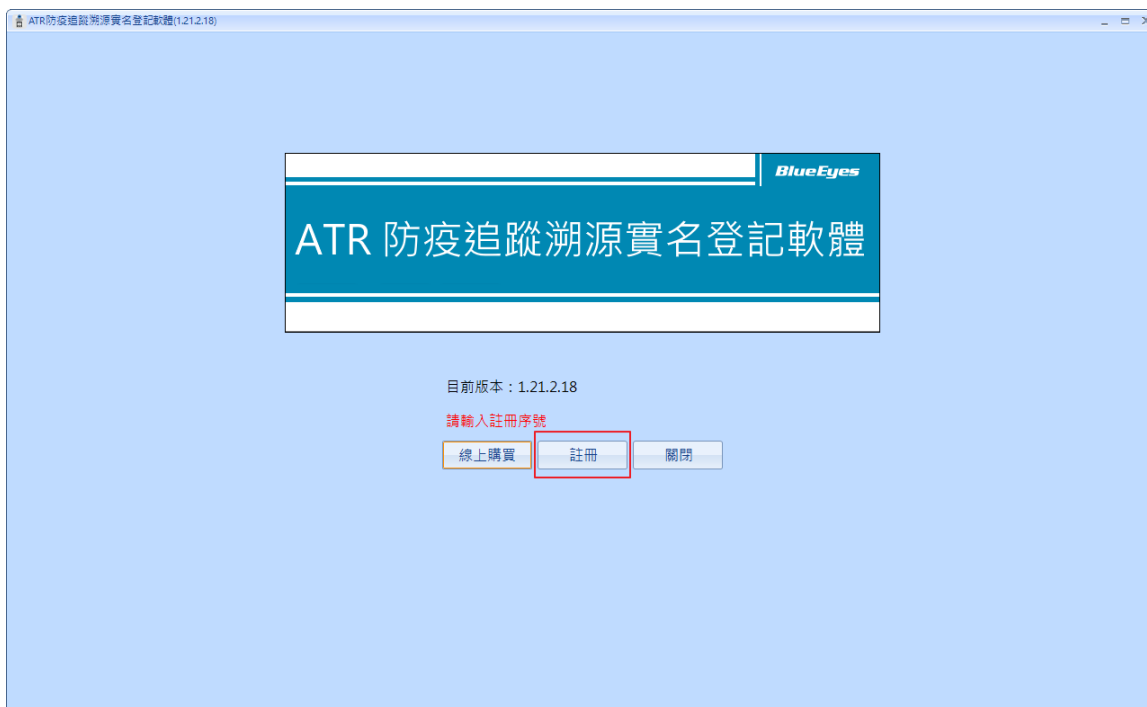 ATR防疫追蹤溯源實名登記軟體(1.21.2.18)
BlueEyes
ATR 防疫追蹤溯源實名登記軟體
目前版本：1.21.2.18
請輸入註冊序號
線上購買 註冊 關閉